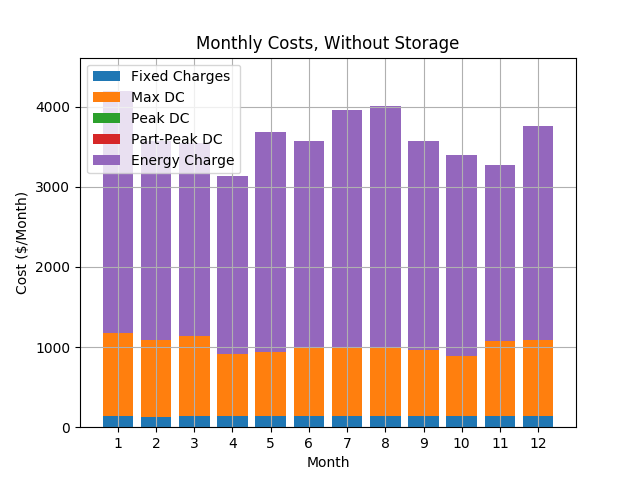 Monthly Costs, Without Storage
Fixed Charges
Max DC
Peak DC
Part-Peak DC
Energy Charge
4000
3000
2000
1000
0
Cost ($/Month)
1 2 3 4 5 6 7 8 9 10 11 12
Month